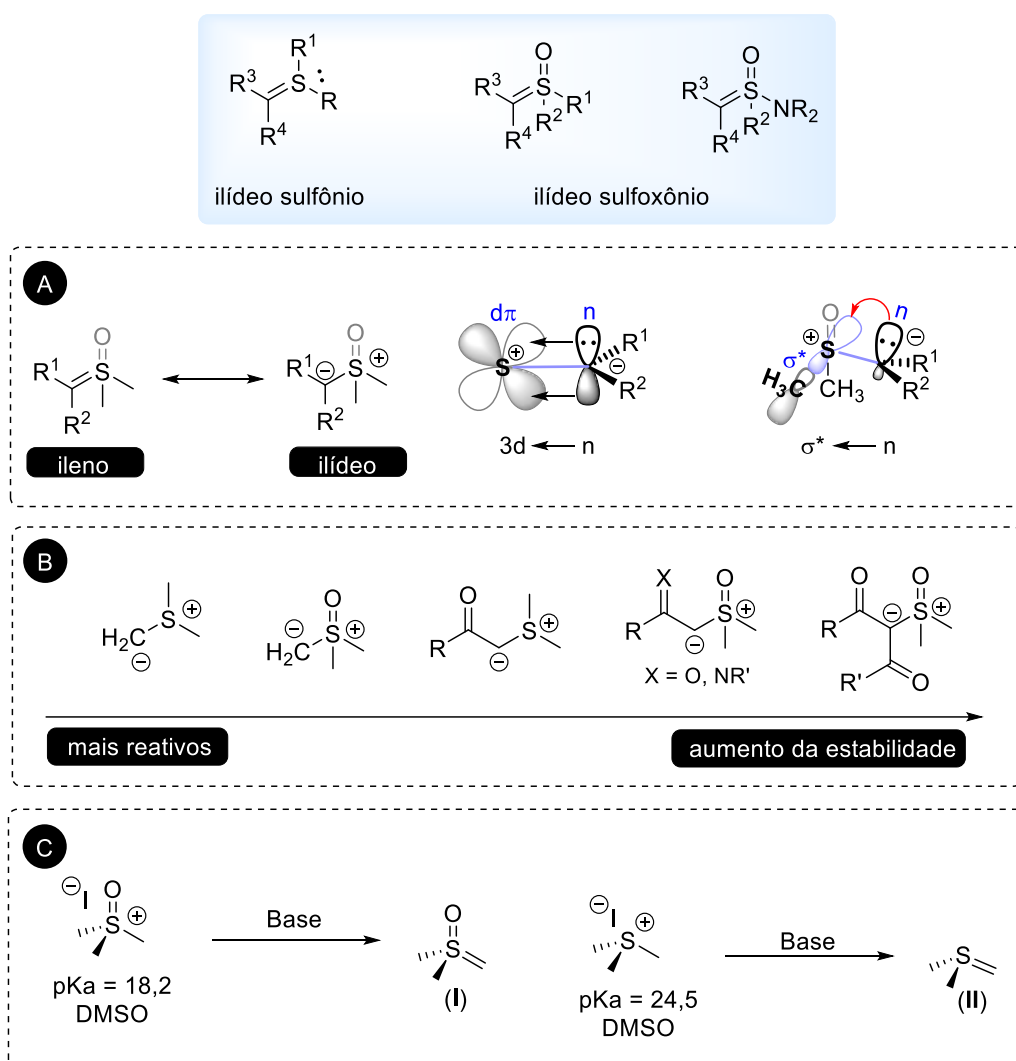 R¹
R³ S R
R⁴
ilídeo sulfônio
O
R³ S R¹
R⁴ R²
O
R³ S NR₂
R⁴ R²
ilídeo sulfoxônio
A
O
R¹ S
R²
ileno
O
R¹ ⊖ S ⊕
R²
ilídeo
dπ n
S ⊕ ⊖ R¹
R²
3d ← n
O n
⊕ S ⊖ R¹
σ* R²
H₃C CH₃
σ* ← n
B
S ⊕
H₂C ⊖
O
⊖ S ⊕
H₂C
O
R ⊖ S ⊕
X O
R ⊖ S ⊕
X = O, NR'
O O
R ⊖ S ⊕
R' O
mais reativos
aumento da estabilidade
C
⊖ I O
S ⊕
pKa = 18,2
DMSO
Base
O
S
(I)
⊖ I
S ⊕
pKa = 24,5
DMSO
Base
S
(II)